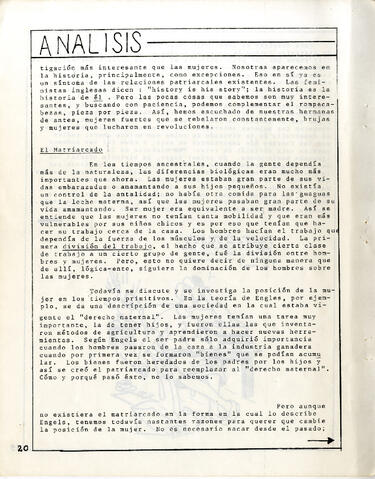 ANALISIS
tigación más interesante que las mujeres. Nosotras aparecemos en
la historia, principalmente, como excepciones. Eso en sí ya es
un síntoma de las relaciones patriarcales existentes. Las femi-
nistas inglesas dicen : "history is his story"; la historia es la
historia de él . Pero las pocas cosas que sabemos son muy intere-
santes, y buscando con paciencia, podemos complementar el rompeca-
bezas, pieza por pieza. Así, hemos escuchado de nuestras hermanas
de antes, mujeres fuertes que se rebelaron constantemente, brujas
y mujeres que lucharon en revoluciones.
El Matriarcado
En los tiempos ancestrales, cuando la gente dependía
más de la naturaleza, las diferencias biológicas eran mucho más
importantes que ahora. Las mujeres estaban gran parte de sus vi-
das embarazadas o amamantando a sus hijos pequeños. No existía
un control de la natalidad; no había otra comida para las guaguas
que la leche materna, así que las mujeres pasaban gran parte de su
vida amamantando. Ser mujer era equivalente a ser madre. Así se
entiende que las mujeres no tenían tanta mobilidad y que eran más
vulnerables por sus niños chicos y es por eso que tenían que ha-
cer su trabajo cerca de la casa. Los hombres hacían el trabajo que
dependía de la fuerza de los músculos y de la velocidad. La pri-
mera división del trabajo, el hecho que se atribuye cierta clase
de trabajo a un cierto grupo de gente, fué la división entre hom-
bres y mujeres. Pero, esto no quiere decir de ninguna manera que
de allí, lógica-ente, siguiera la dominación de los hombres sobre
las mujeres.
Todavía se discute y se investiga la posición de la mu-
jer en los tiempos primitivos. En la teoría de Engles, por ejem-
plo, se da una descripción de una sociedad en la cual estaba vi-
gente el "derecho maternal". Las mujeres tenían una tarea muy
importante, la de tener hijos, y fueron ellas las que inventa-
ron métodos de agricultura y aprendieron a hacer nuevas herra-
mientas. Según Engels el ser padre sólo adquirió importancia
cuando los hombres pasaron de la caza a la industria ganadera
cuando por primera vez se formaron "bienes" que se podían acumu
lar. Los bienes fueron heredados de los padres por los hijos y
así se creó el patriarcado para reemplazar al "derecho maternal".
Cómo y porqué pasó ésto, no lo sabemos.
Pero aunque
no existiera el matriarcado en la forma en la cual lo describe
Engels, tenemos todavía bastantes razones para querer que cambie
la posición de la mujer. No es necesario sacar desde el pasado;
20